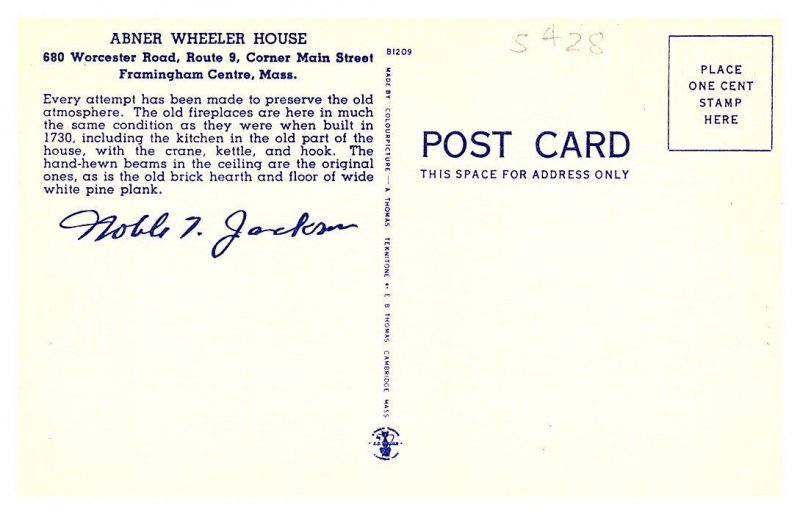 ABNER WHEELER HOUSE
680 Worcester Road, Route 9, Corner Main Street
Framingham Centre, Mass.
Every attempt has been made to preserve the old
atmosphere. The old fireplaces are here in much
the same condition as they were when built in
1730, including the kitchen in the old part of the
house, with the crane, kettle, and hook. The
hand-hewn beams in the ceiling are the original
ones, as is the old brick hearth and floor of wide
white pine plank.
Noble T. Jackson
B1209
MADE BY COLOURPICTURE — A THOMAS TEKNITONE BY E B THOMAS CAMBRIDGE MASS
5428
POST CARD
THIS SPACE FOR ADDRESS ONLY
PLACE
ONE CENT
STAMP
HERE